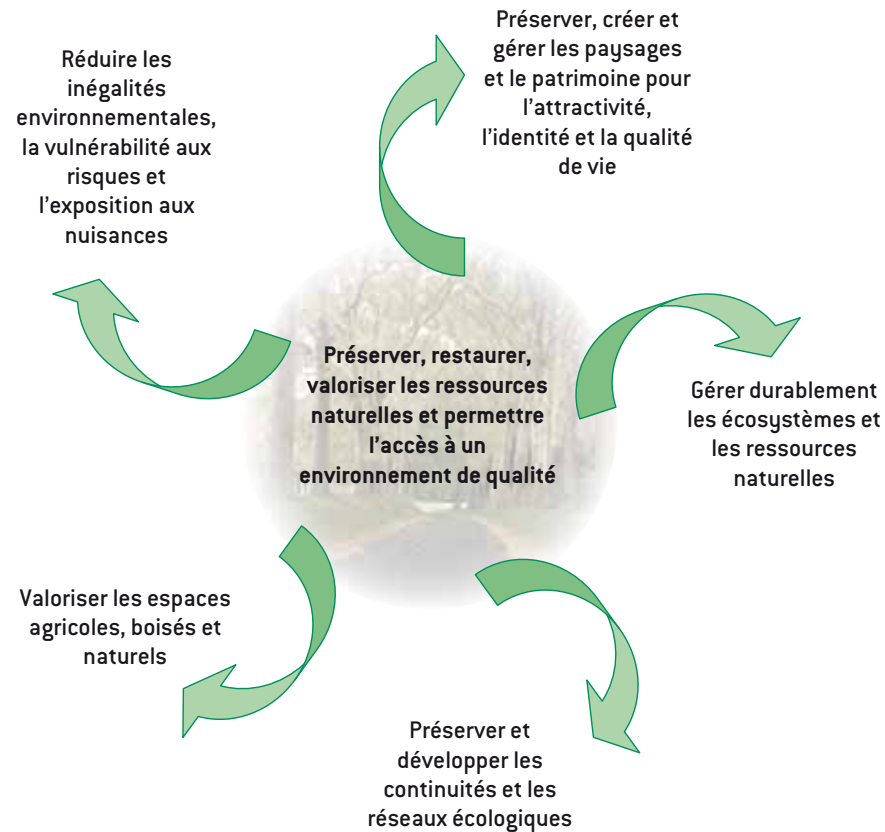 Préserver, créer et
gérer les paysages
et le patrimoine pour
l'attractivité,
l'identité et la qualité
de vie
Réduire les
inégalités
environnementales,
la vulnérabilité aux
risques et
l'exposition aux
nuisances
Préserver, restaurer,
valoriser les ressources
naturelles et permettre
l'accès à un
environnement de qualité
Gérer durablement
les écosystèmes et
les ressources
naturelles
Valoriser les espaces
agricoles, boisés et
naturels
Préserver et
développer les
continuités et les
réseaux écologiques